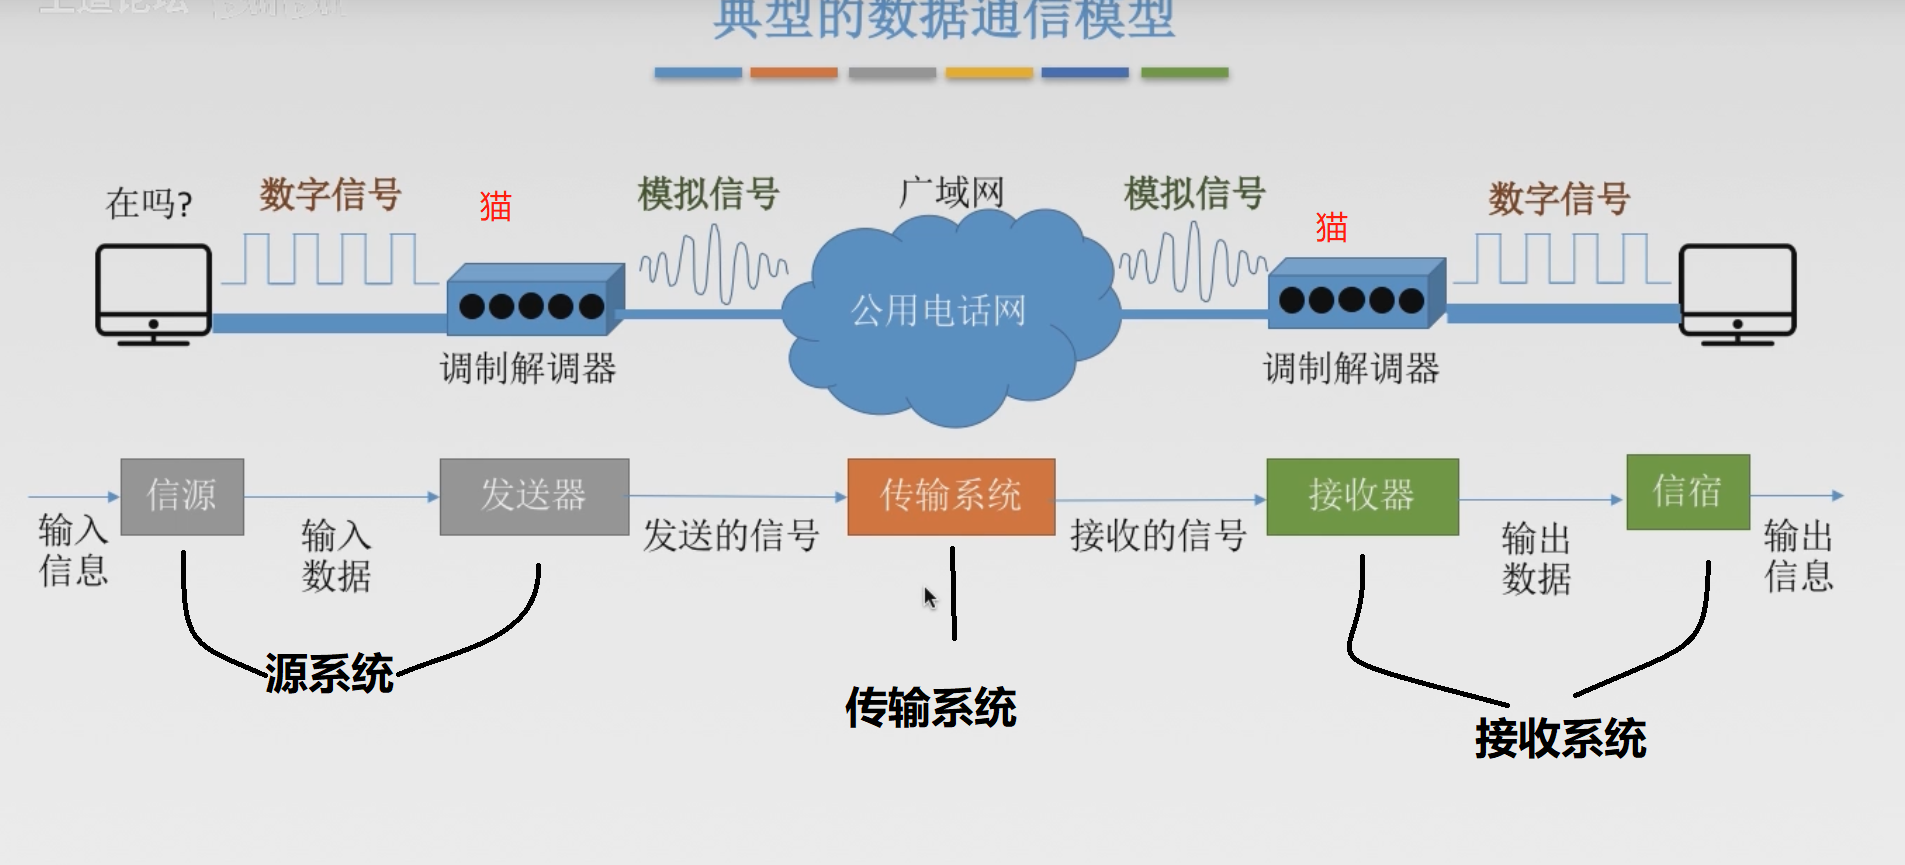 典型的数据通信模型
在吗?
数字信号
猫
模拟信号
广域网
模拟信号
猫
数字信号
公用电话网
调制解调器
调制解调器
信源
发送器
传输系统
接收器
信宿
输入
信息
输入
数据
发送的信号
接收的信号
输出
数据
输出
信息
源系统
传输系统
接收系统